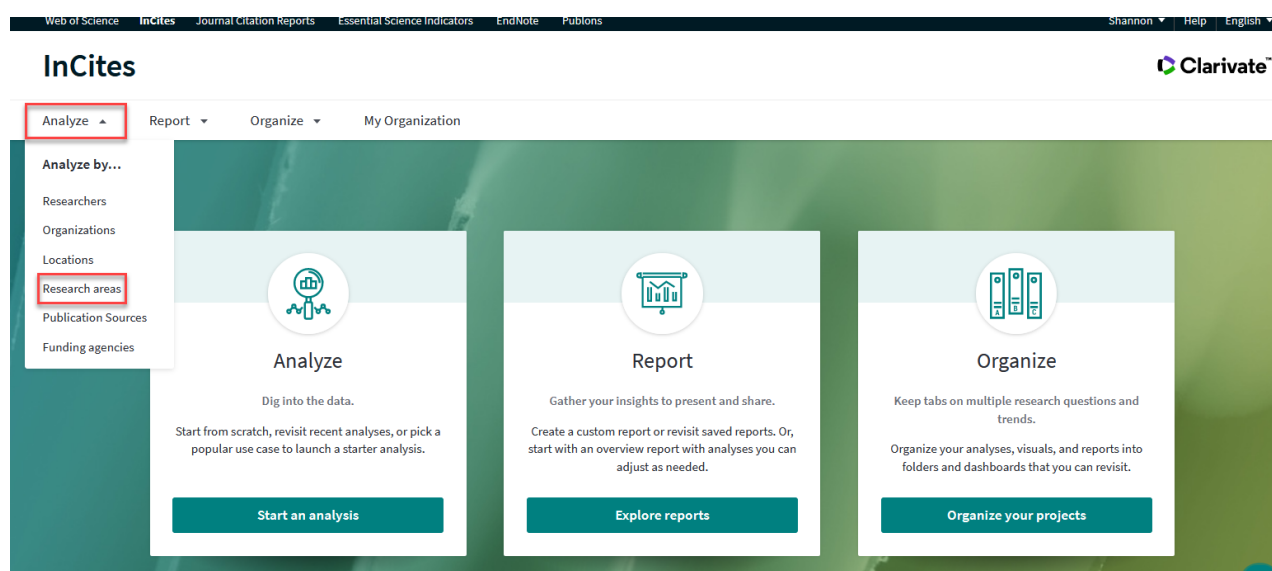 Web of Science InCites Journal Citation Reports Essential Science Indicators EndNote Publons Shannon Help English
InCites
Clarivate™
Analyze Report Organize My Organization
Analyze by...
Researchers
Organizations
Locations
Research areas
Publication Sources
Funding agencies
Analyze
Dig into the data.
Start from scratch, revisit recent analyses, or pick a
popular use case to launch a starter analysis.
Start an analysis
Report
Gather your insights to present and share.
Create a custom report or revisit saved reports. Or,
start with an overview report with analyses you can
adjust as needed.
Explore reports
A
B
C
Organize
Keep tabs on multiple research questions and
trends.
Organize your analyses, visuals, and reports into
folders and dashboards that you can revisit.
Organize your projects